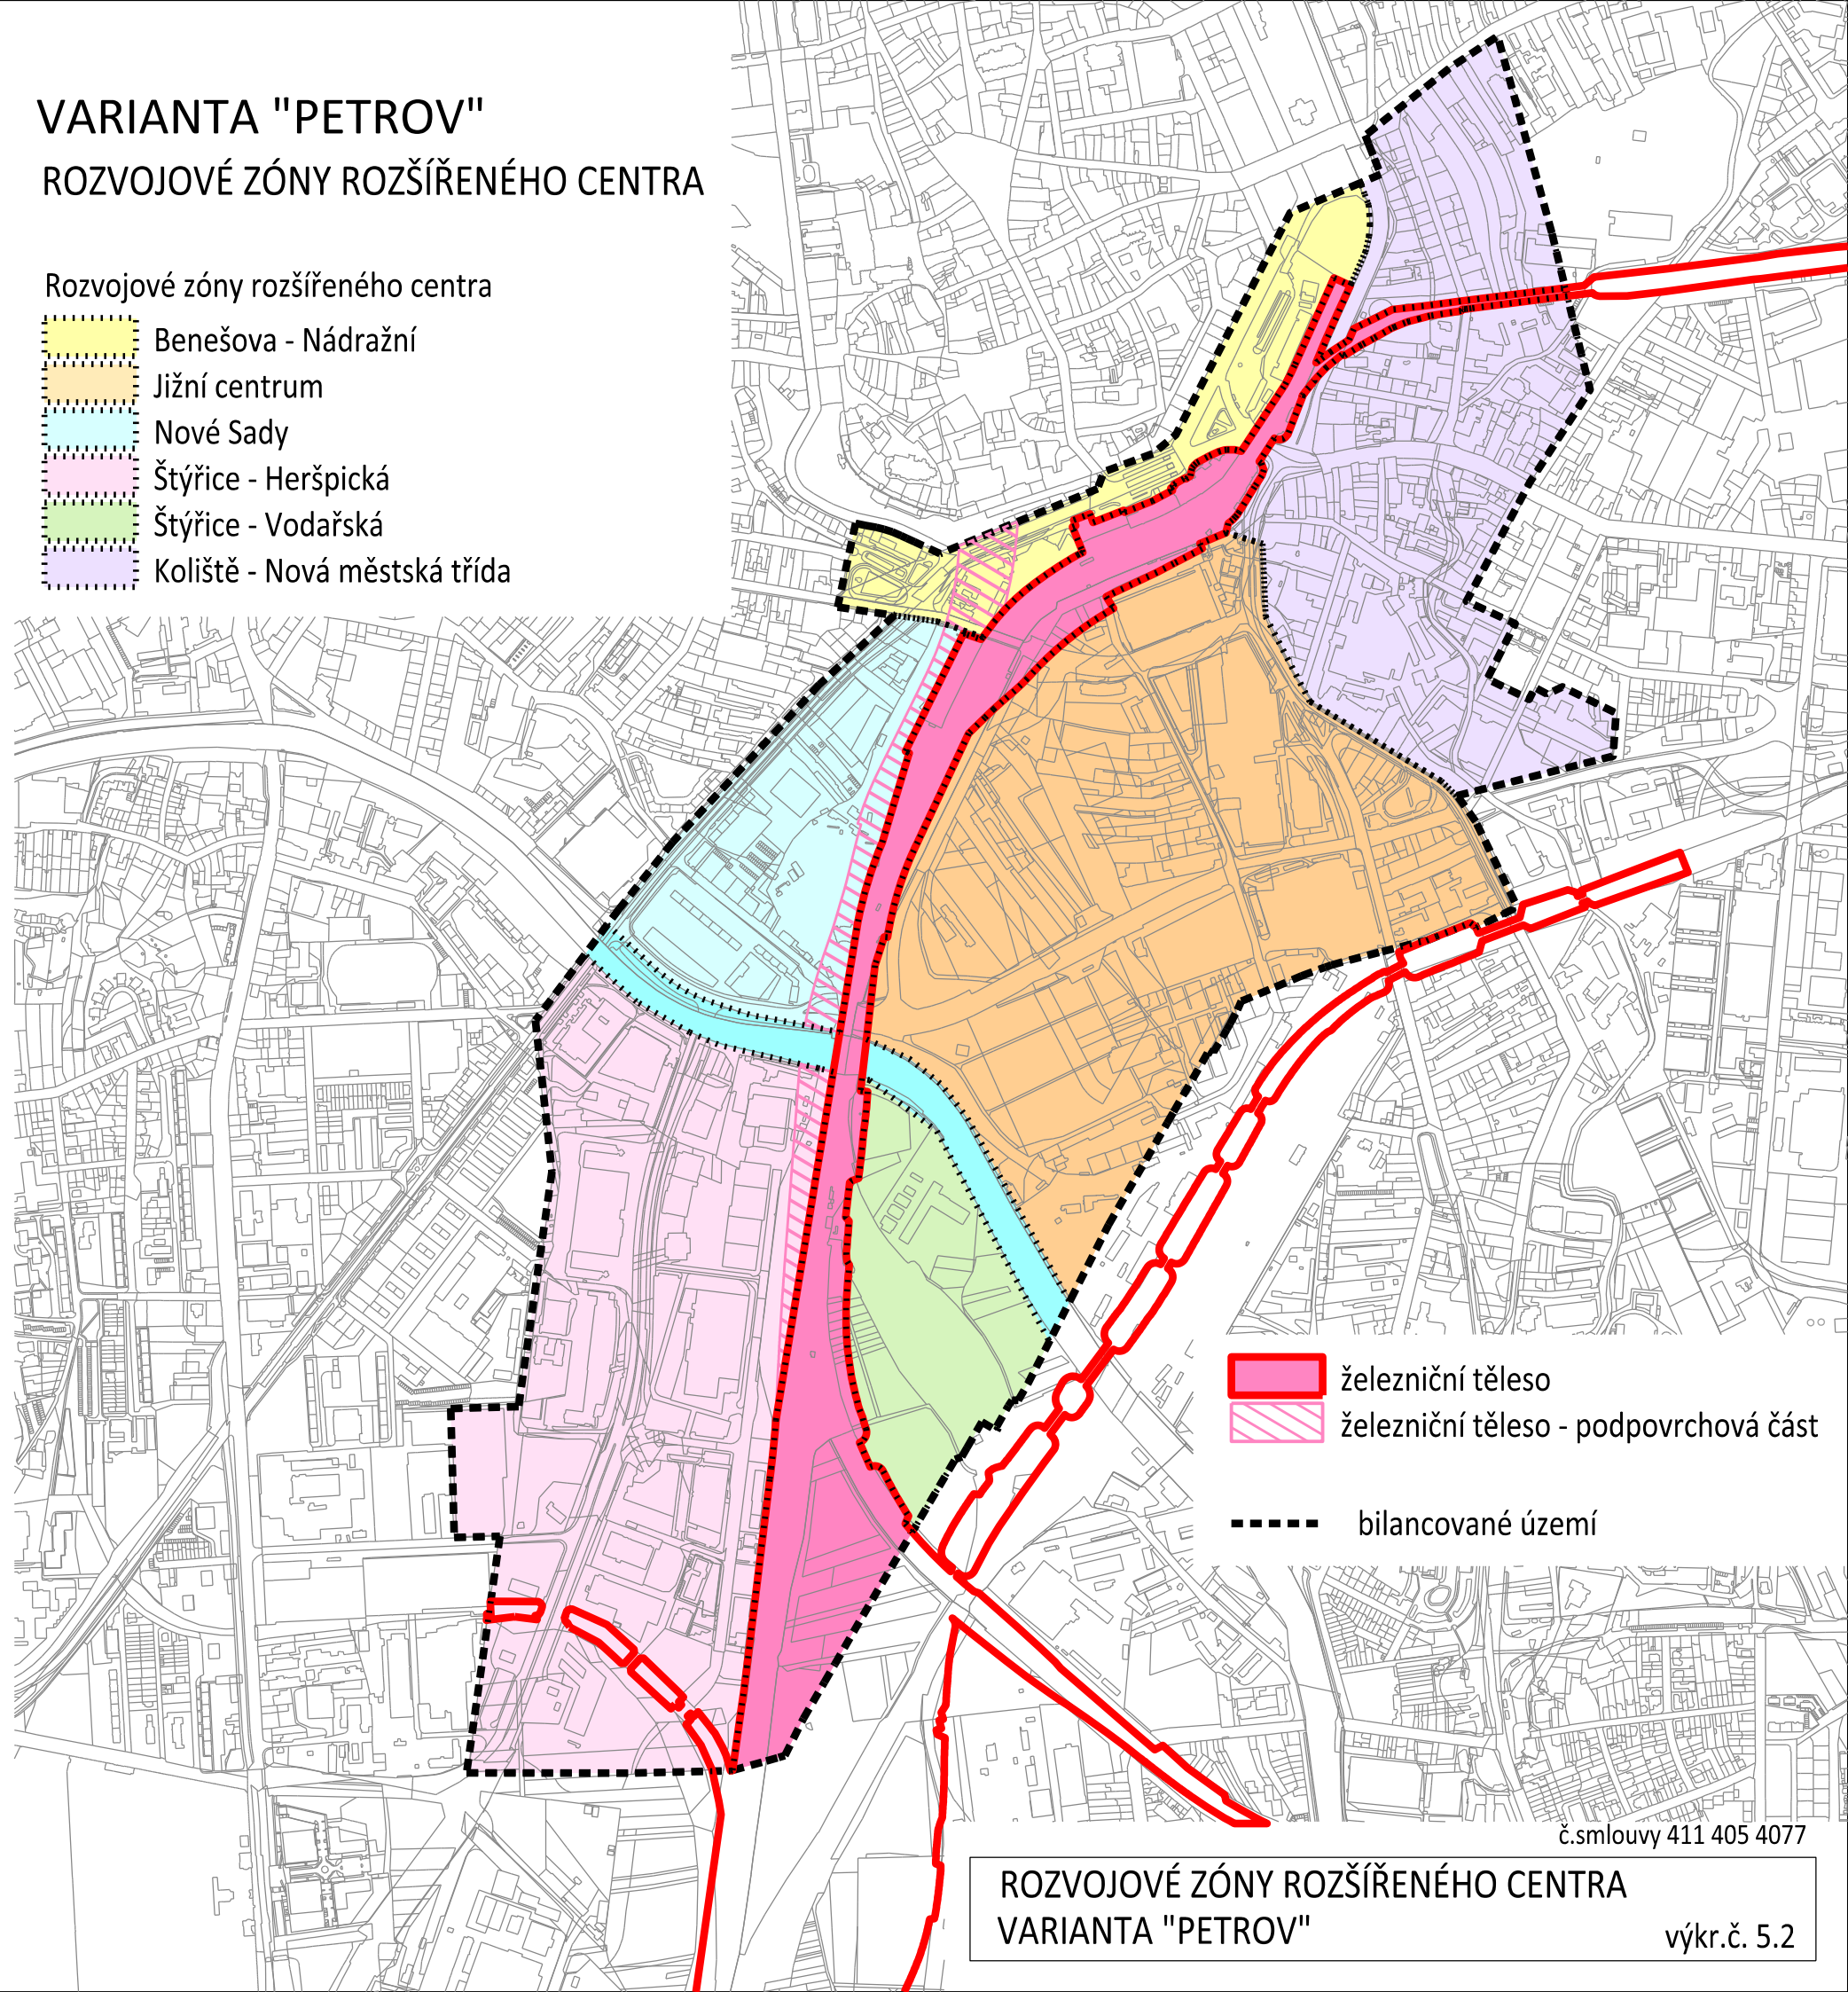 VARIANTA "PETROV"
ROZVOJOVÉ ZÓNY ROZŠÍŘENÉHO CENTRA
Rozvojové zóny rozšířeného centra
Benešova - Nádražní
Jižní centrum
Nové Sady
Štýřice - Heršpická
Štýřice - Vodařská
Koliště - Nová městská třída
železniční těleso
železniční těleso - podpovrchová část
bilancované území
č.smlouvy 411 405 4077
ROZVOJOVÉ ZÓNY ROZŠÍŘENÉHO CENTRA
VARIANTA "PETROV"
výkr.č. 5.2